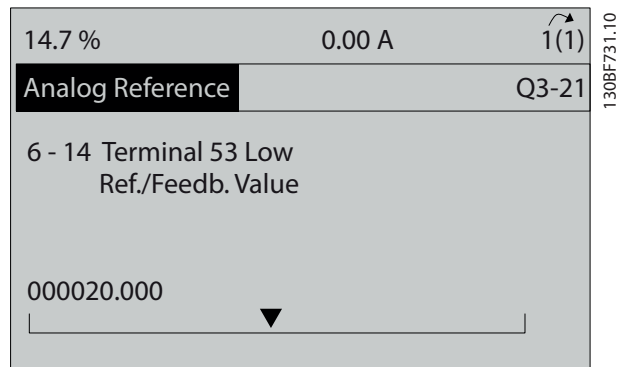 14.7 % 0.00 A 1(1)
Analog Reference Q3-21
6 - 14 Terminal 53 Low
Ref./Feedb. Value
000020.000
130BF731.10